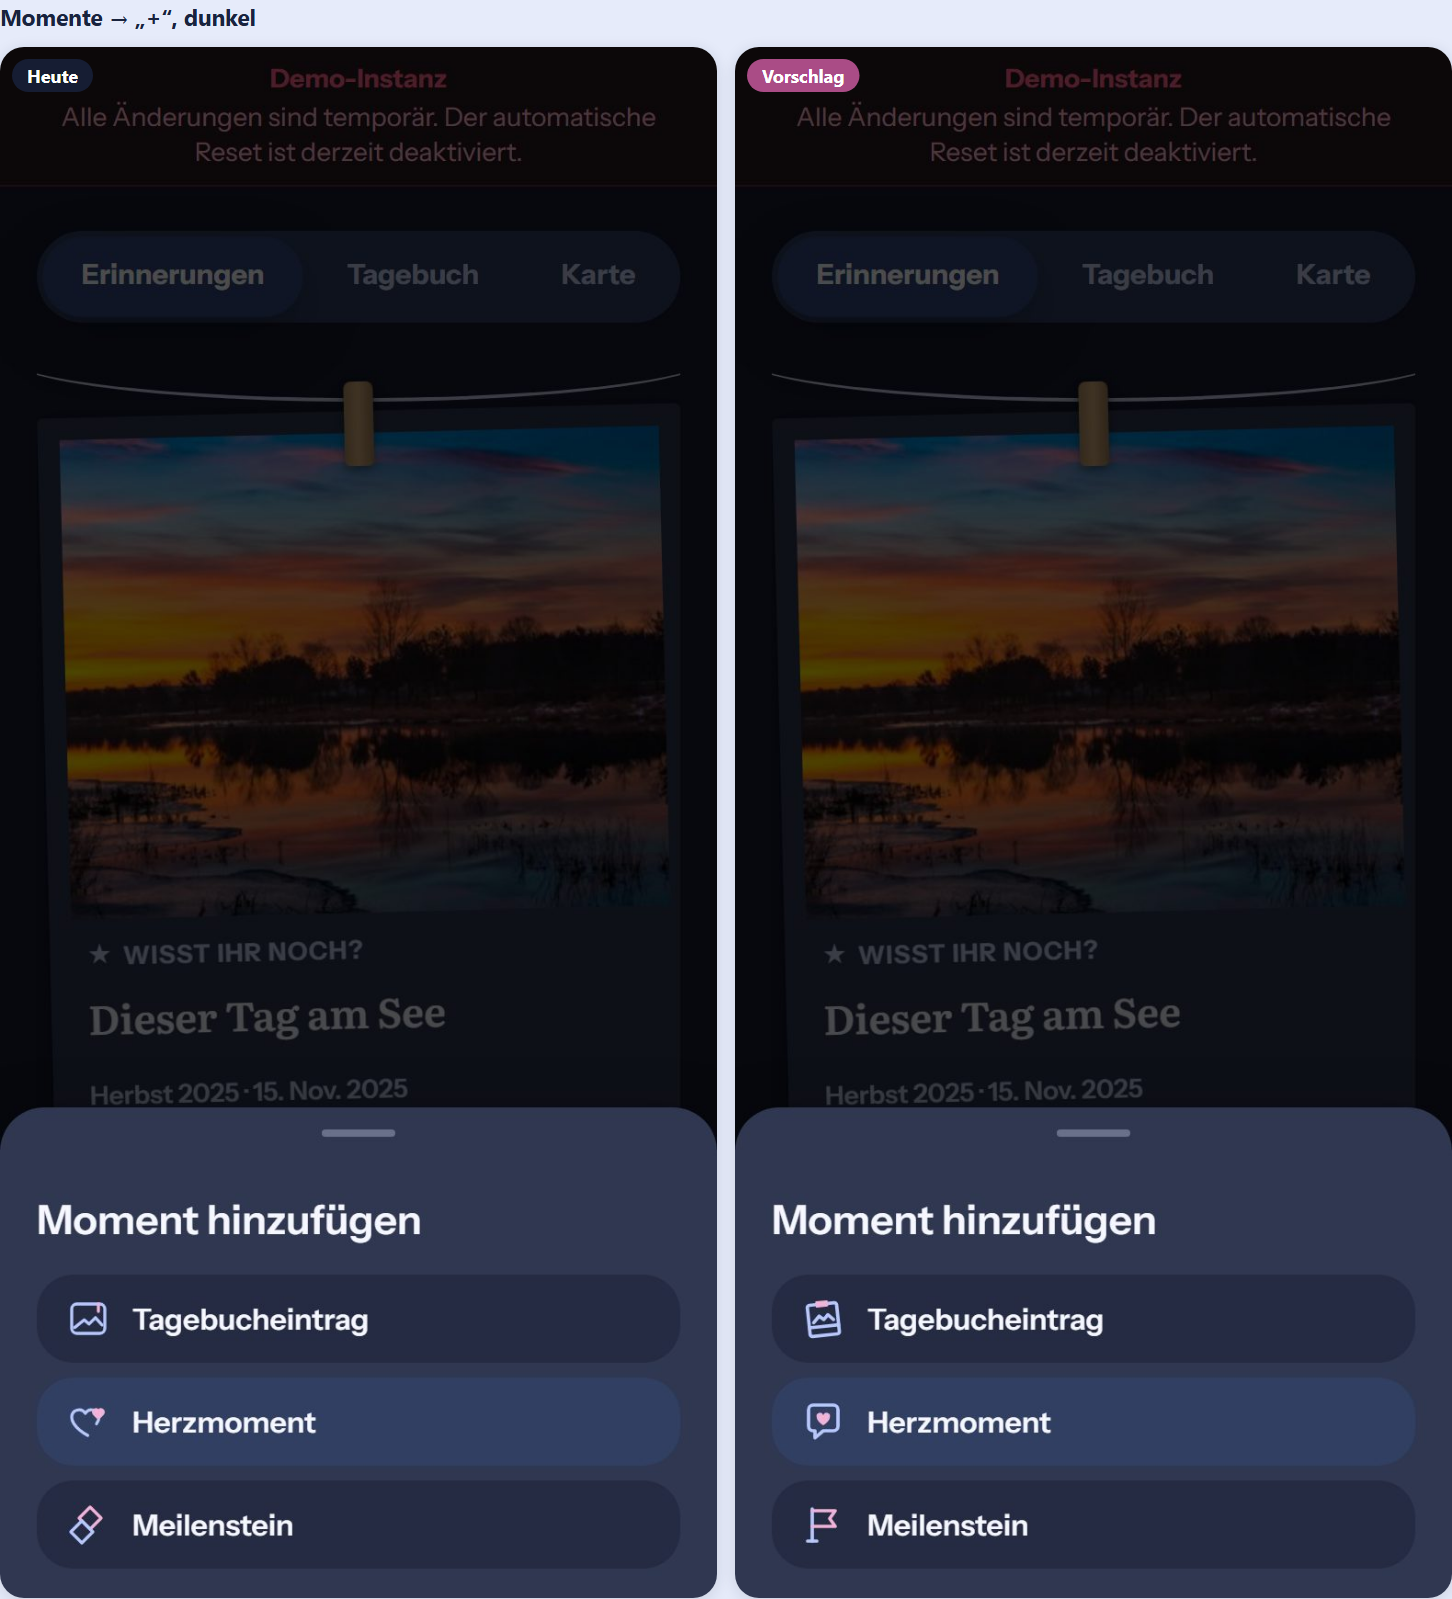 Momente → „+“, dunkel
Heute
Demo-Instanz
Alle Änderungen sind temporär. Der automatische
Reset ist derzeit deaktiviert.
Erinnerungen
Tagebuch
Karte
★ WISST IHR NOCH?
Dieser Tag am See
Herbst 2025 · 15. Nov. 2025
Moment hinzufügen
Tagebucheintrag
Herzmoment
Meilenstein
Vorschlag
Demo-Instanz
Alle Änderungen sind temporär. Der automatische
Reset ist derzeit deaktiviert.
Erinnerungen
Tagebuch
Karte
★ WISST IHR NOCH?
Dieser Tag am See
Herbst 2025 · 15. Nov. 2025
Moment hinzufügen
Tagebucheintrag
Herzmoment
Meilenstein